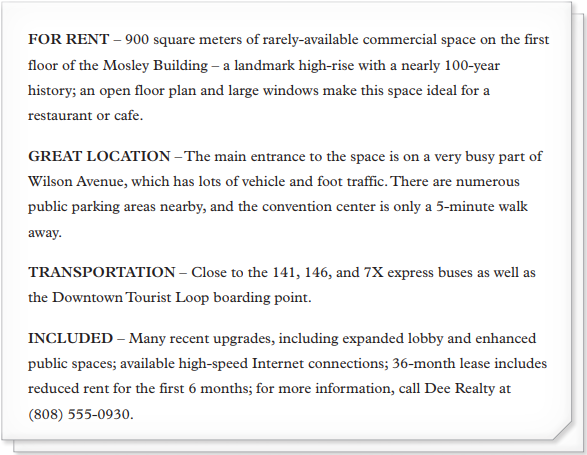 FOR RENT – 900 square meters of rarely-available commercial space on the first
floor of the Mosley Building – a landmark high-rise with a nearly 100-year
history; an open floor plan and large windows make this space ideal for a
restaurant or cafe.
GREAT LOCATION – The main entrance to the space is on a very busy part of
Wilson Avenue, which has lots of vehicle and foot traffic. There are numerous
public parking areas nearby, and the convention center is only a 5-minute walk
away.
TRANSPORTATION – Close to the 141, 146, and 7X express buses as well as
the Downtown Tourist Loop boarding point.
INCLUDED – Many recent upgrades, including expanded lobby and enhanced
public spaces; available high-speed Internet connections; 36-month lease includes
reduced rent for the first 6 months; for more information, call Dee Realty at
(808) 555-0930.